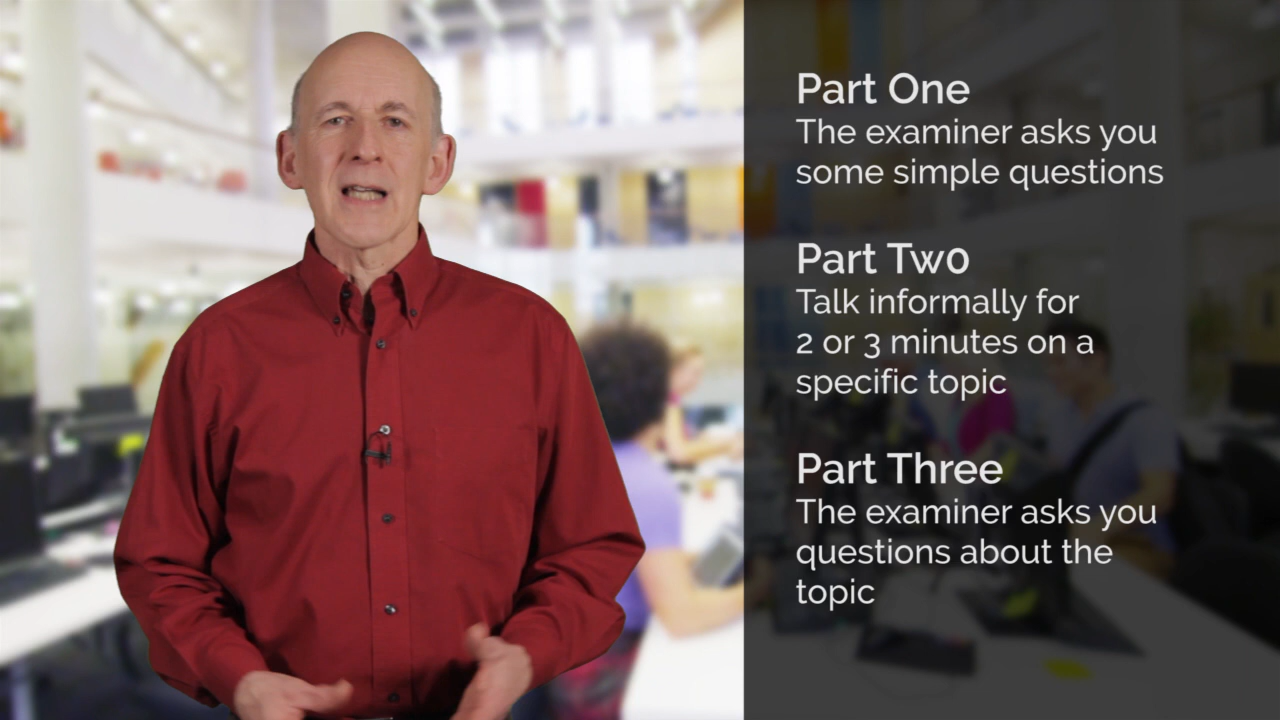 Part One
The examiner asks you
some simple questions
Part Tw0
Talk informally for
2 or 3 minutes on a
specific topic
Part Three
The examiner asks you
questions about the
topic